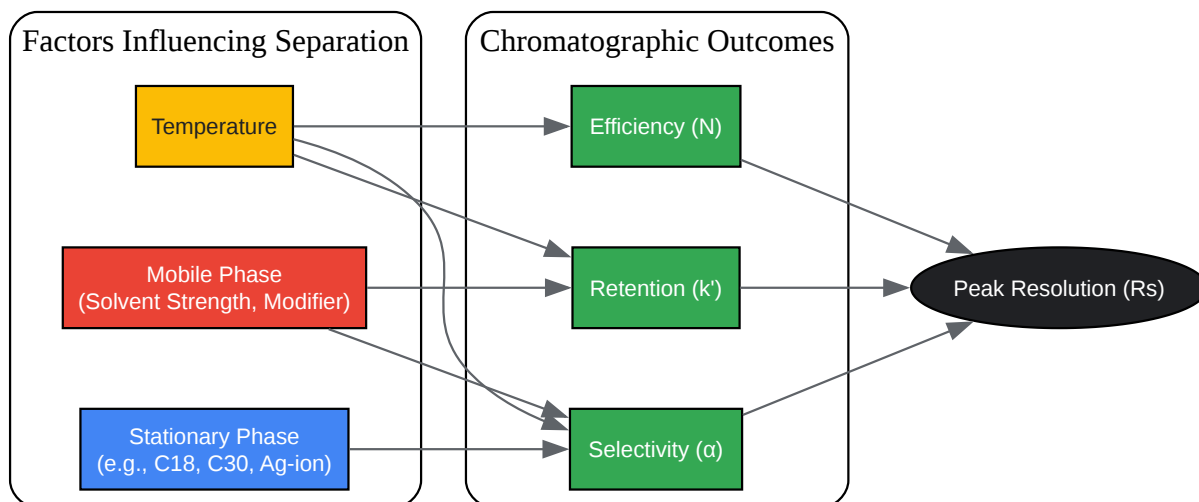 Factors Influencing Separation
Chromatographic Outcomes
Temperature
Efficiency (N)
Mobile Phase
(Solvent Strength, Modifier)
Retention (k')
Peak Resolution (Rs)
Stationary Phase
(e.g., C18, C30, Ag-ion)
Selectivity (α)